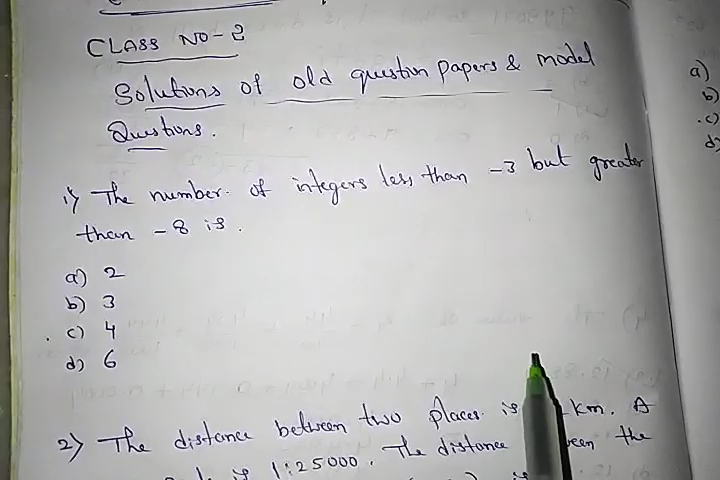 CLASS NO-2
Solutions of old question papers & model
Questions.
1) The number of integers less than -3 but greater
than -8 is.
a) 2
b) 3
c) 4
d) 6
2) The distance between two places is km. A
is 1:25000. The distance the
a)
b)
c)
d)